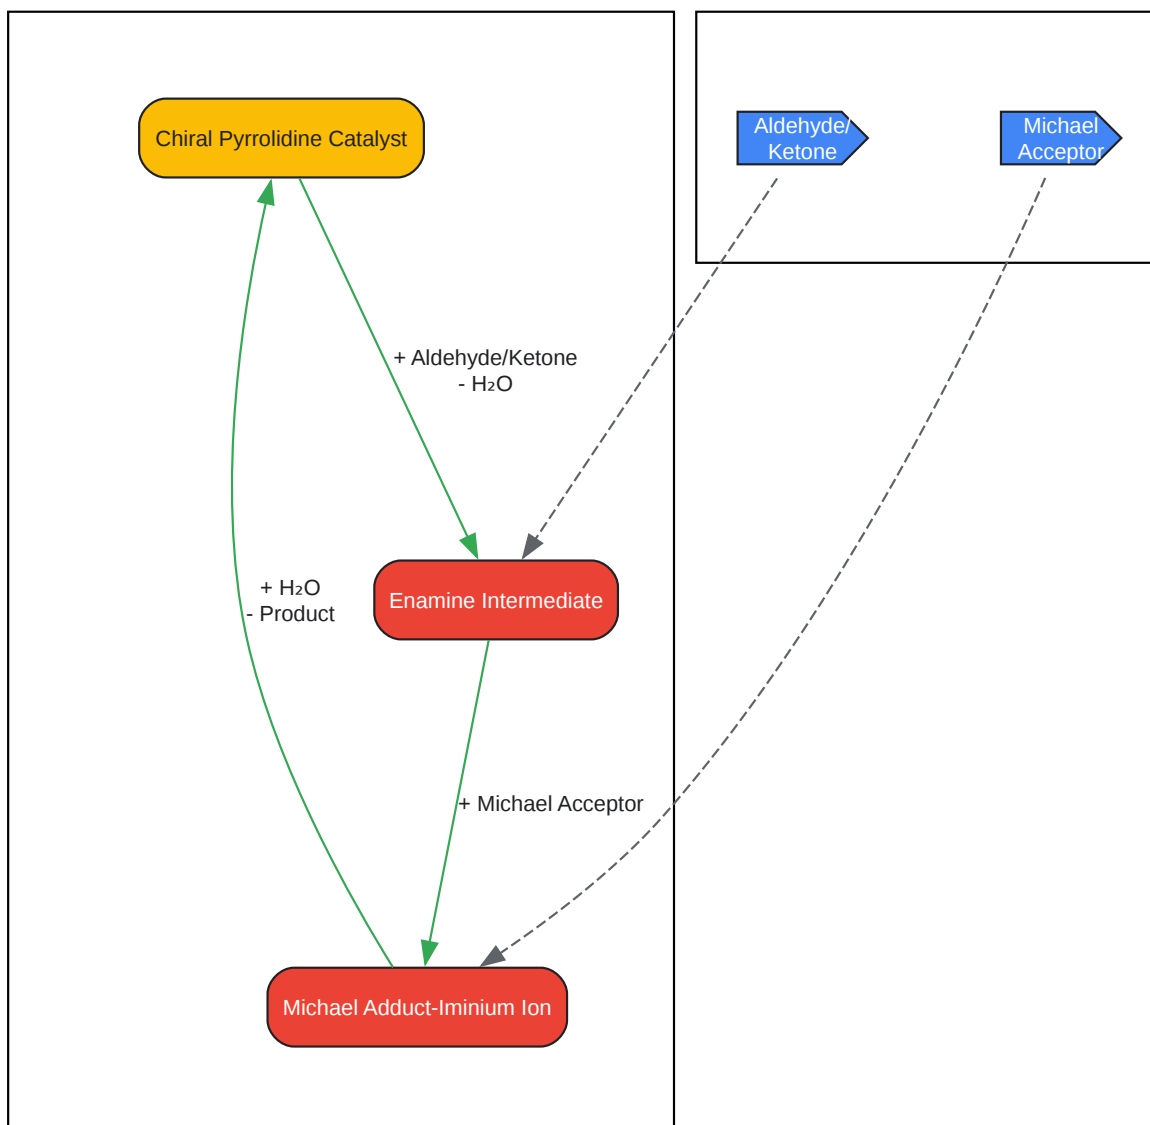 Chiral Pyrrolidine Catalyst
Aldehyde/
Ketone
Michael
Acceptor
+ Aldehyde/Ketone
- H₂O
+ H₂O
- Product
Enamine Intermediate
+ Michael Acceptor
Michael Adduct-Iminium Ion